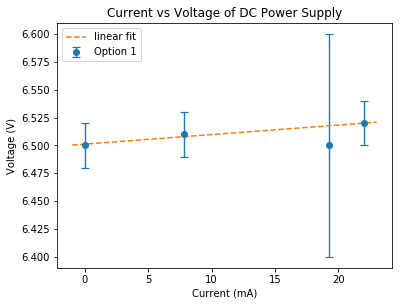 Current vs Voltage of DC Power Supply
linear fit
Option 1
Voltage (V)
6.600
6.575
6.550
6.525
6.500
6.475
6.450
6.425
6.400
0
5
10
15
20
Current (mA)